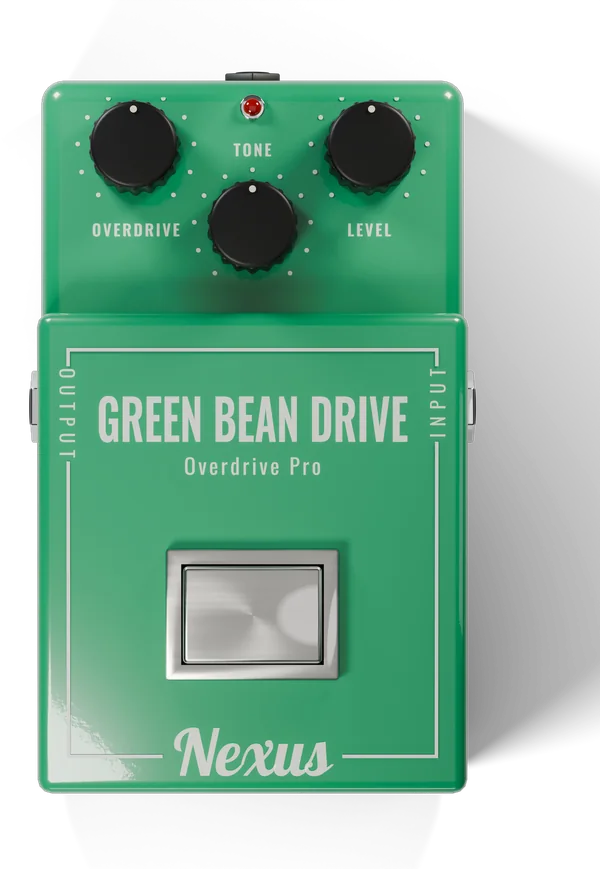 TONE
OVERDRIVE
LEVEL
OUTPUT
INPUT
GREEN BEAN DRIVE
Overdrive Pro
Nexus